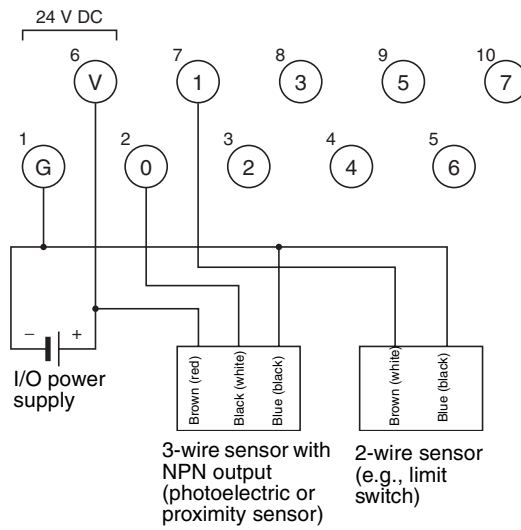 24 V DC
6 7 8 9 10
V 1 3 5 7
1 2 3 4 5
G 0 2 4 6
− +
I/O power
supply
Brown (red)
Black (white)
Blue (black)
Brown (white)
Blue (black)
3-wire sensor with
NPN output
(photoelectric or
proximity sensor)
2-wire sensor
(e.g., limit
switch)